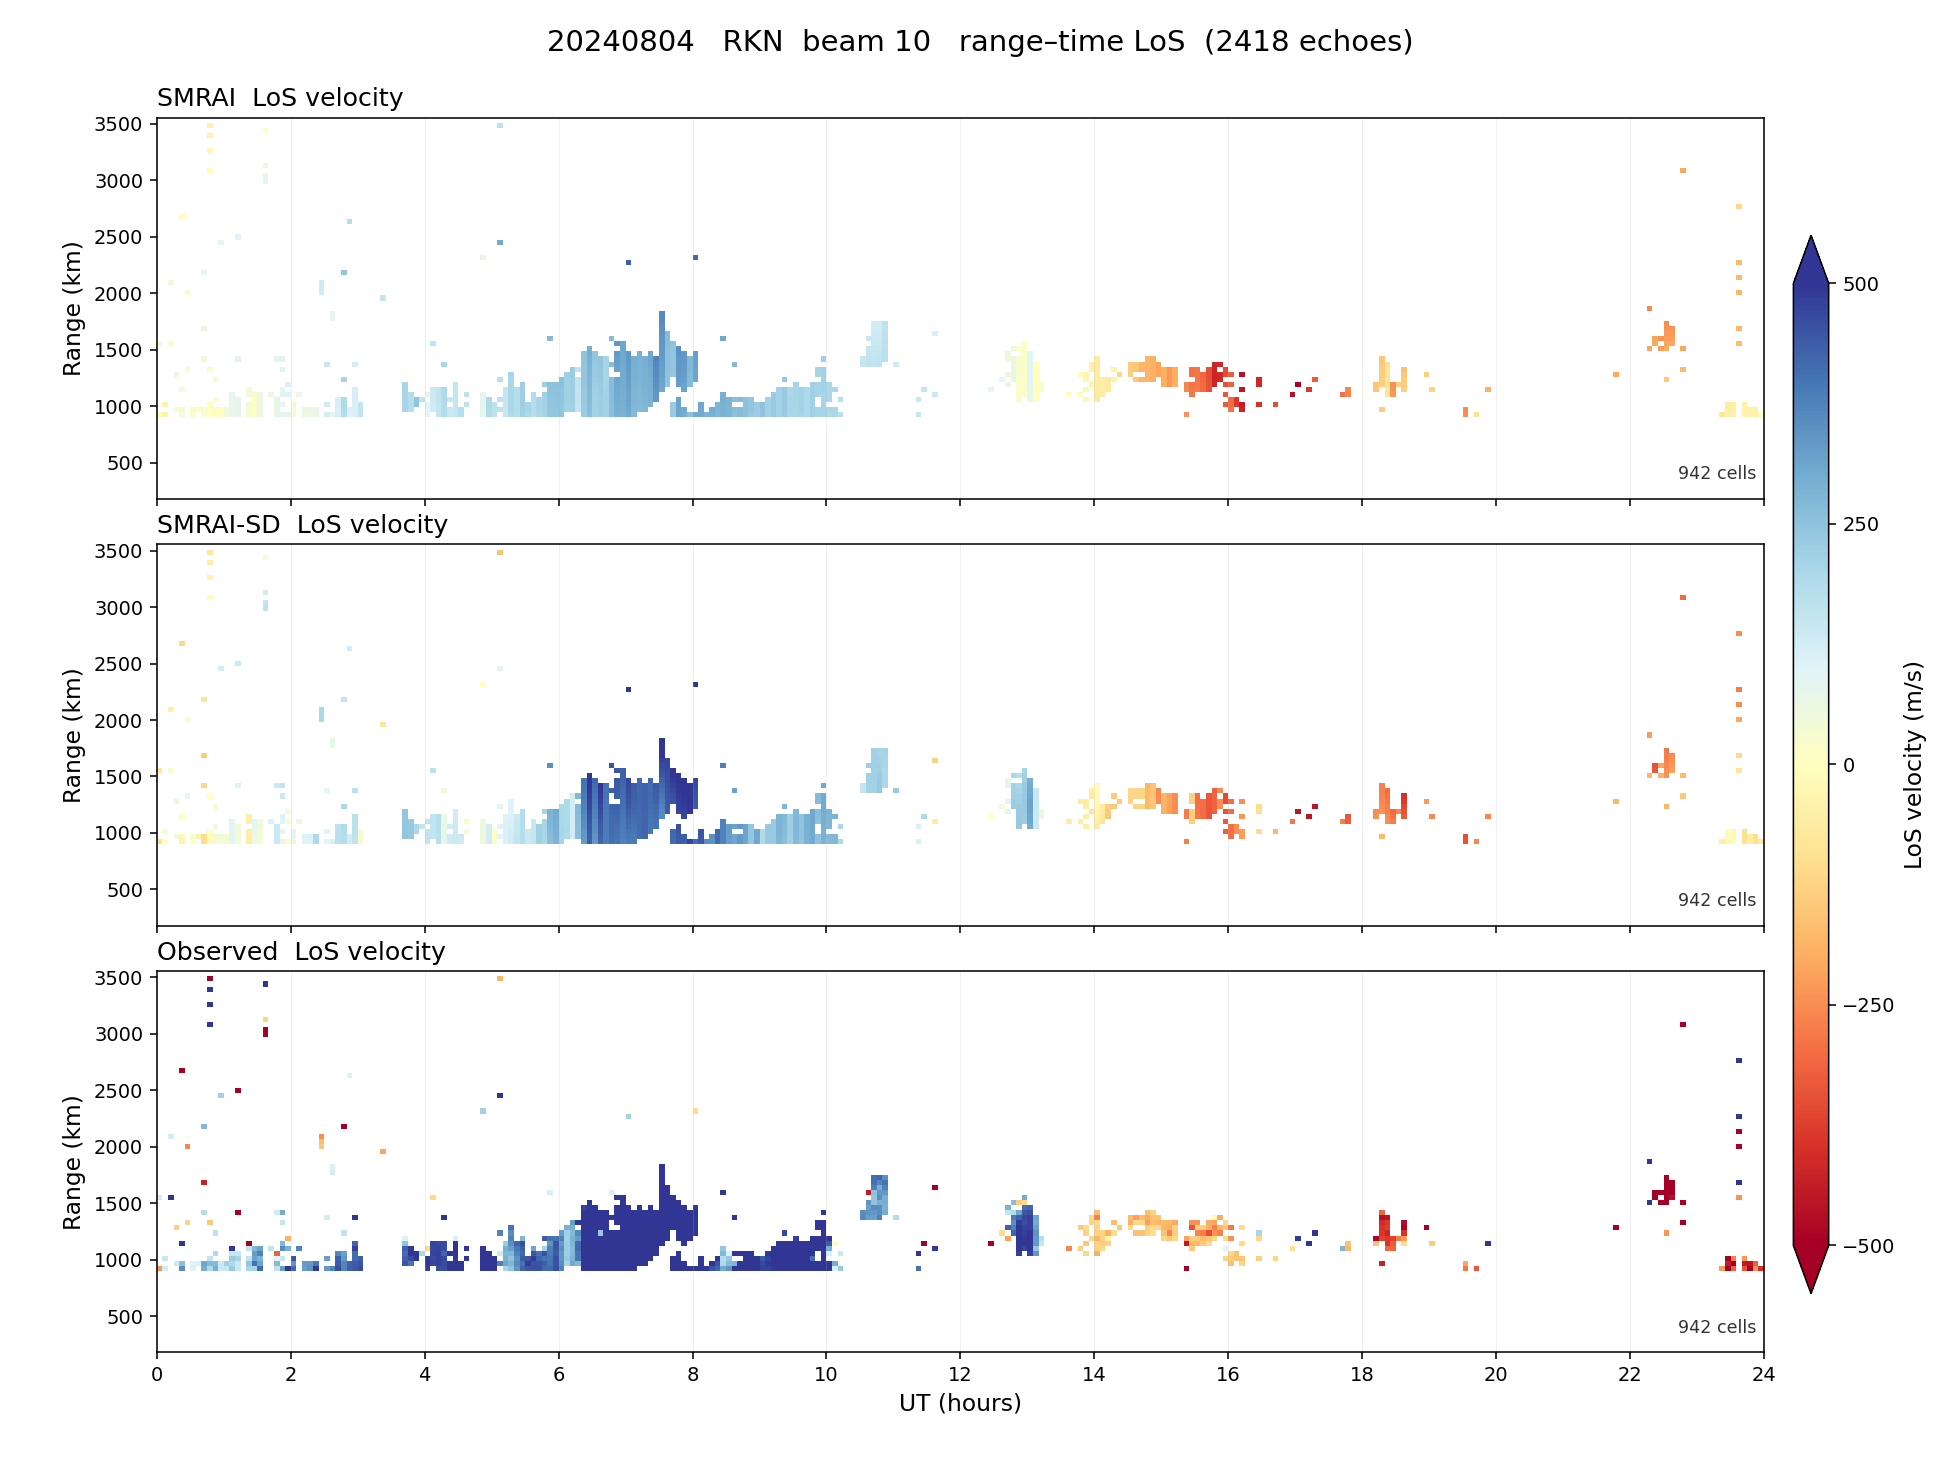 20240804   RKN  beam 10   range–time LoS  (2418 echoes)
SMRAI  LoS velocity
3500
3000
2500
2000
1500
1000
500
Range (km)
942 cells
SMRAI-SD  LoS velocity
3500
3000
2500
2000
1500
1000
500
Range (km)
942 cells
Observed  LoS velocity
3500
3000
2500
2000
1500
1000
500
Range (km)
942 cells
0 2 4 6 8 10 12 14 16 18 20 22 24
UT (hours)
500
250
0
−250
−500
LoS velocity (m/s)